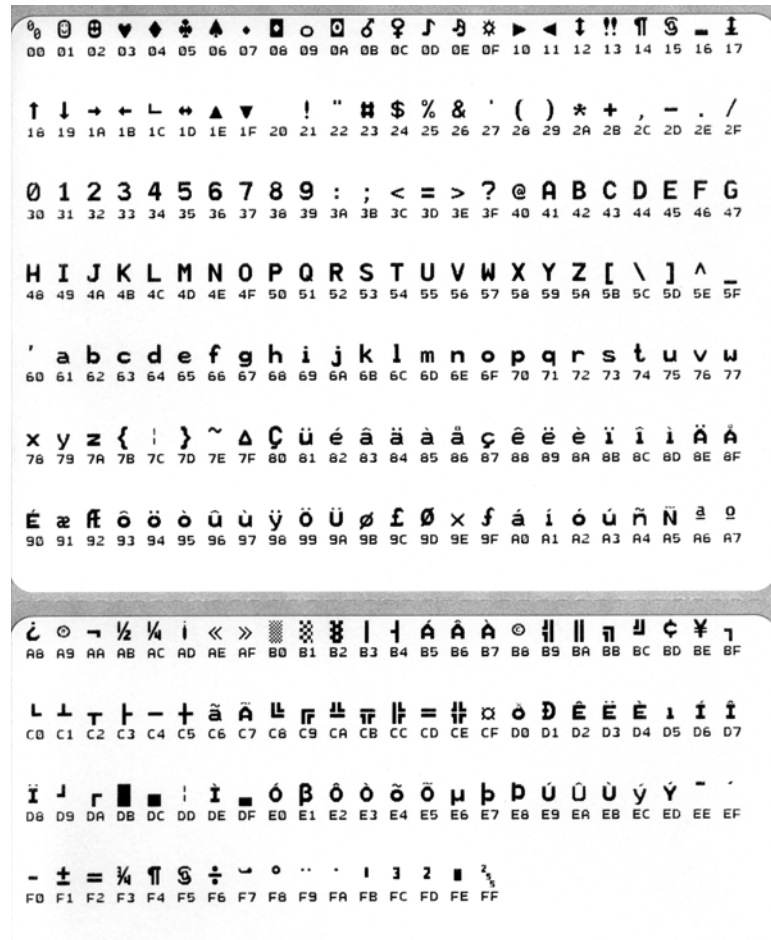 ⁰₀ ☺ ☻ ♥ ♦ ♣ ♠ • ◘ ○ ◙ ♂ ♀ ♪ ♫ ☼ ► ◄ ↕ ‼ ¶ § ▬ ↨
00 01 02 03 04 05 06 07 08 09 0A 0B 0C 0D 0E 0F 10 11 12 13 14 15 16 17
↑ ↓ → ← ∟ ↔ ▲ ▼ ! " # $ % & ' ( ) * + , - . /
18 19 1A 1B 1C 1D 1E 1F 20 21 22 23 24 25 26 27 28 29 2A 2B 2C 2D 2E 2F
0 1 2 3 4 5 6 7 8 9 : ; < = > ? @ A B C D E F G
30 31 32 33 34 35 36 37 38 39 3A 3B 3C 3D 3E 3F 40 41 42 43 44 45 46 47
H I J K L M N O P Q R S T U V W X Y Z [ \ ] ^ _
48 49 4A 4B 4C 4D 4E 4F 50 51 52 53 54 55 56 57 58 59 5A 5B 5C 5D 5E 5F
' a b c d e f g h i j k l m n o p q r s t u v w
60 61 62 63 64 65 66 67 68 69 6A 6B 6C 6D 6E 6F 70 71 72 73 74 75 76 77
x y z { ¦ } ~ ∆ Ç ü é â ä à å ç ê ë è ï î ì Ä Å
78 79 7A 7B 7C 7D 7E 7F 80 81 82 83 84 85 86 87 88 89 8A 8B 8C 8D 8E 8F
É æ Æ ô ö ò û ù ÿ Ö Ü ø £ Ø × ƒ á í ó ú ñ Ñ ª º
90 91 92 93 94 95 96 97 98 99 9A 9B 9C 9D 9E 9F A0 A1 A2 A3 A4 A5 A6 A7
¿ ® ¬ ½ ¼ ¡ « » ░ ▒ ▓ │ ┤ Á Â À © ╣ ║ ╗ ╝ ¢ ¥ ┐
A8 A9 AA AB AC AD AE AF B0 B1 B2 B3 B4 B5 B6 B7 B8 B9 BA BB BC BD BE BF
└ ┴ ┬ ├ ─ ┼ ã Ã ╚ ╔ ╩ ╦ ╠ ═ ╬ ¤ ð Ð Ê Ë È ı Í Î
C0 C1 C2 C3 C4 C5 C6 C7 C8 C9 CA CB CC CD CE CF D0 D1 D2 D3 D4 D5 D6 D7
Ï ┘ ┌ █ ▄ ¦ Ì ▀ Ó β Ô Ò õ Õ µ þ Þ Ú Û Ù ý Ý ¯ ´
D8 D9 DA DB DC DD DE DF E0 E1 E2 E3 E4 E5 E6 E7 E8 E9 EA EB EC ED EE EF
- ± = ¾ ¶ § ÷ ¸ ° ¨ · ı 3 2 ■ ²₅₅
F0 F1 F2 F3 F4 F5 F6 F7 F8 F9 FA FB FC FD FE FF